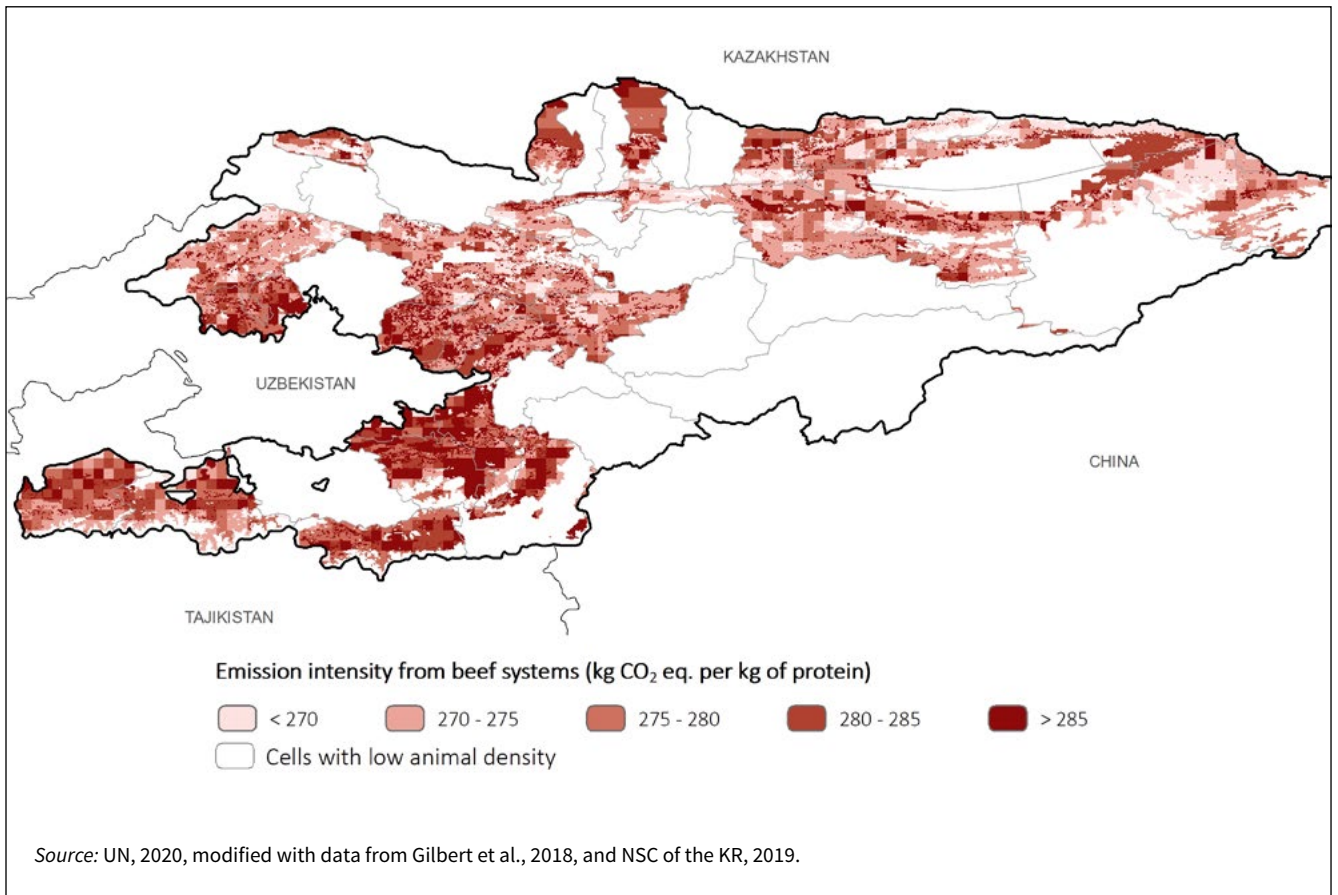 KAZAKHSTAN
UZBEKISTAN
CHINA
TAJIKISTAN
Emission intensity from beef systems (kg CO₂ eq. per kg of protein)
< 270 270 - 275 275 - 280 280 - 285 > 285
Cells with low animal density
Source: UN, 2020, modified with data from Gilbert et al., 2018, and NSC of the KR, 2019.